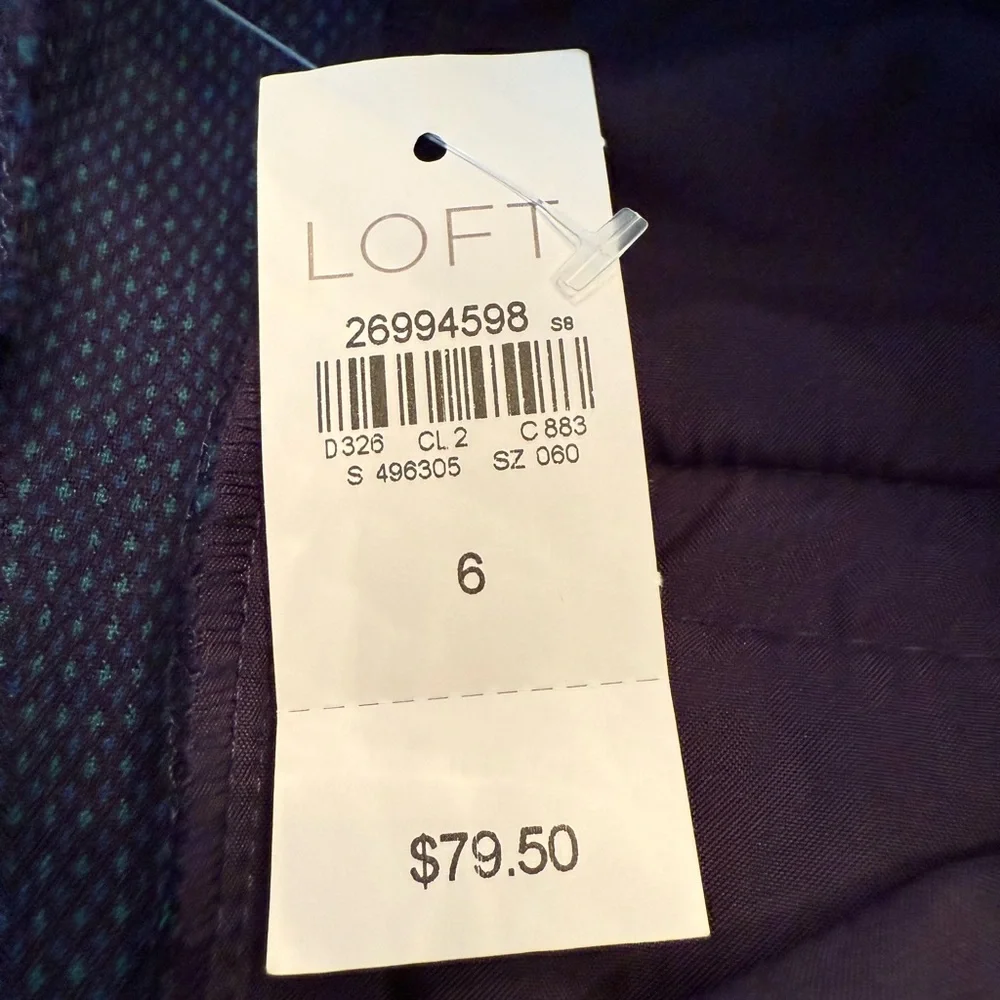 LOFT
26994598 S8
D326 CL 2 C 883
S 496305 SZ 060
6
$79.50